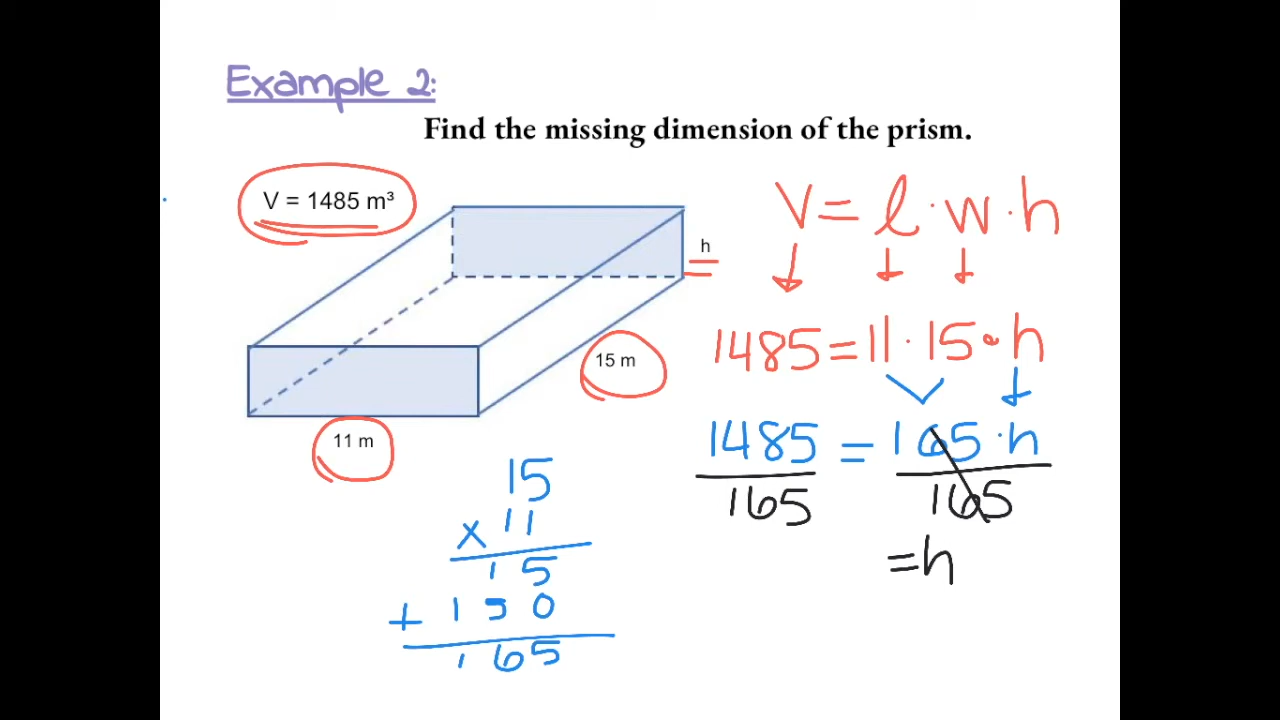 Example 2:
Find the missing dimension of the prism.
V = 1485 m³
V = l · w · h
h
1485 = 11 · 15 · h
15 m
11 m
1485 = 165 · h
165 165
= h
15
x 11
15
+ 150
165